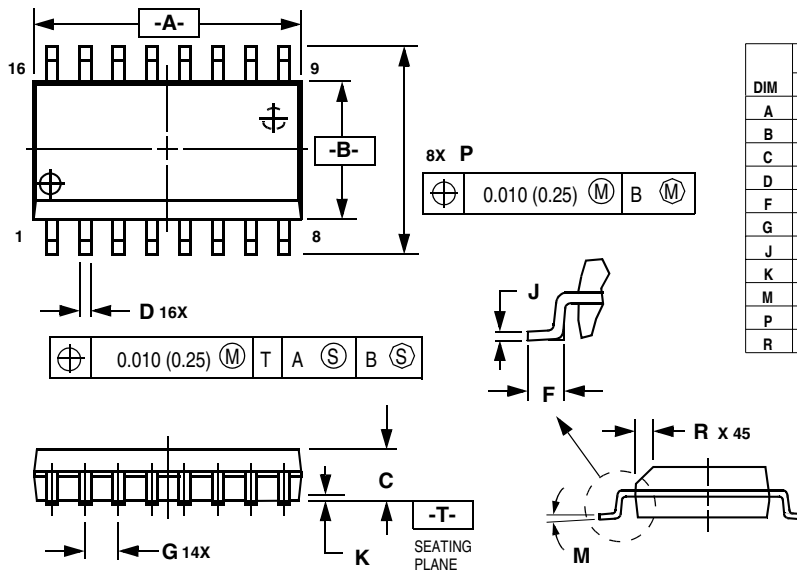 -A-
16
9
-B-
8X P
0.010 (0.25) M B M
1
8
D 16X
0.010 (0.25) M T A S B S
J
F
R X 45
C
-T-
SEATING
PLANE
G 14X
K
M
DIM
A
B
C
D
F
G
J
K
M
P
R